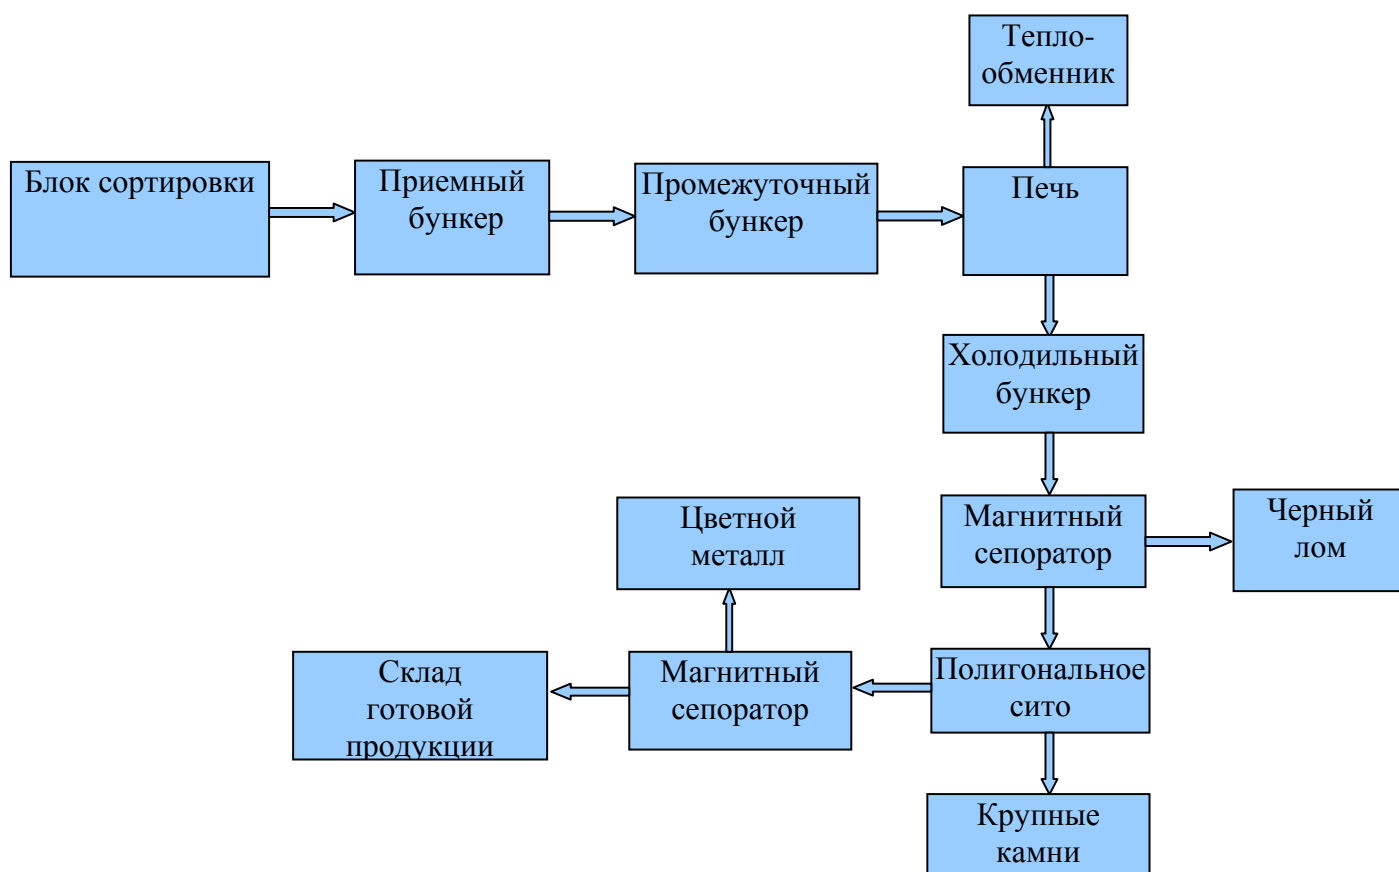 Тепло-
обменник
Блок сортировки
Приемный
бункер
Промежуточный
бункер
Печь
Холодильный
бункер
Магнитный
сепоратор
Черный
лом
Цветной
металл
Полигональное
сито
Магнитный
сепоратор
Склад
готовой
продукции
Крупные
камни